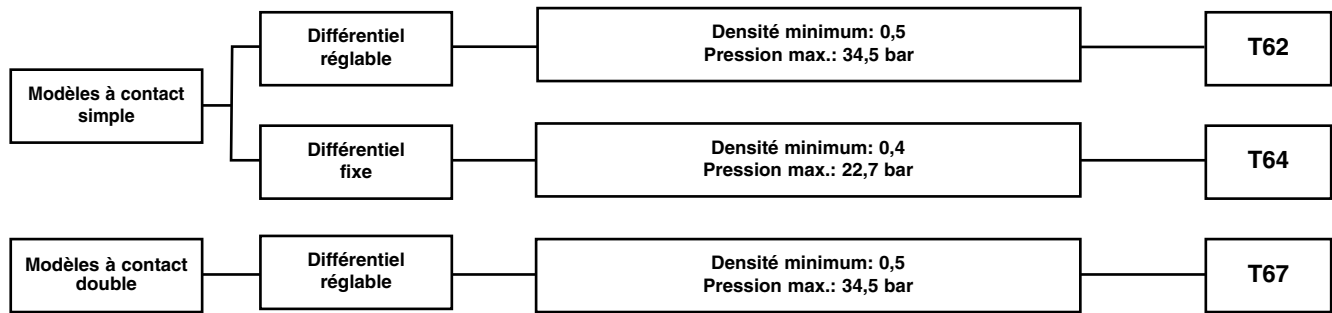 Modèles à contact
simple
Différentiel
réglable
Densité minimum: 0,5
Pression max.: 34,5 bar
T62
Différentiel
fixe
Densité minimum: 0,4
Pression max.: 22,7 bar
T64
Modèles à contact
double
Différentiel
réglable
Densité minimum: 0,5
Pression max.: 34,5 bar
T67